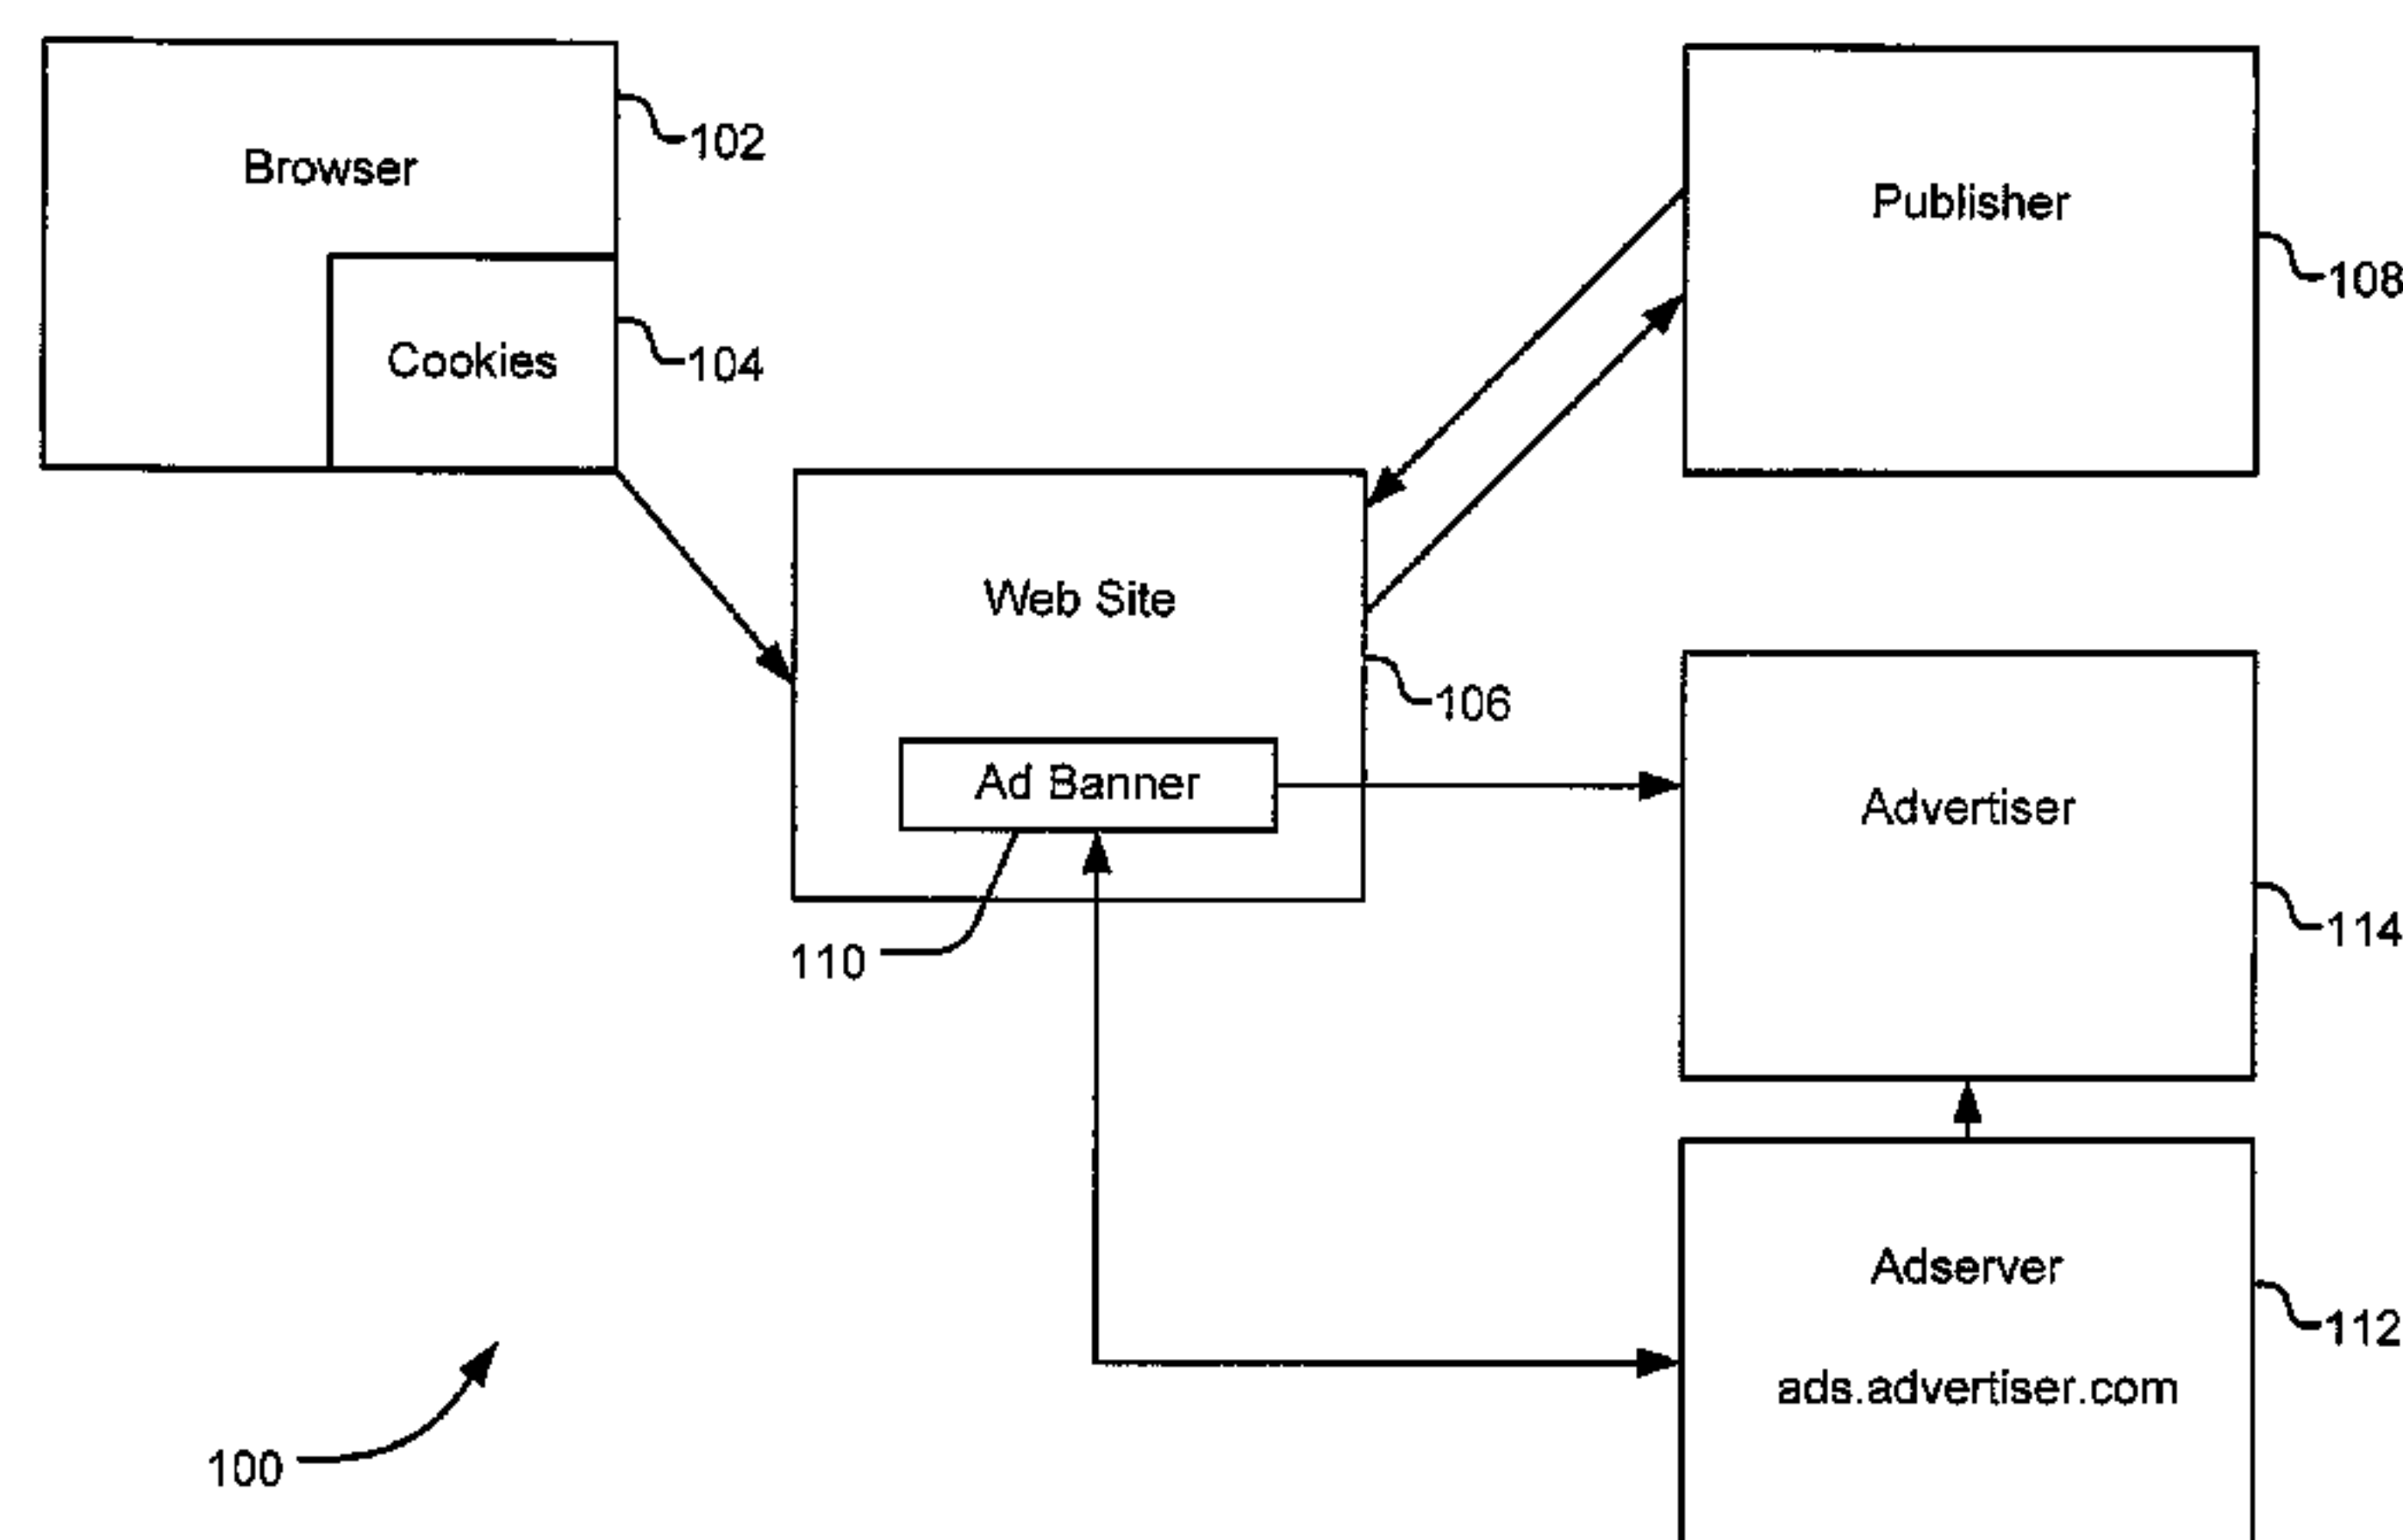 Browser
102
Cookies
104
Publisher
108
Web Site
106
Ad Banner
110
Advertiser
114
Adserver
112
ads.advertiser.com
100